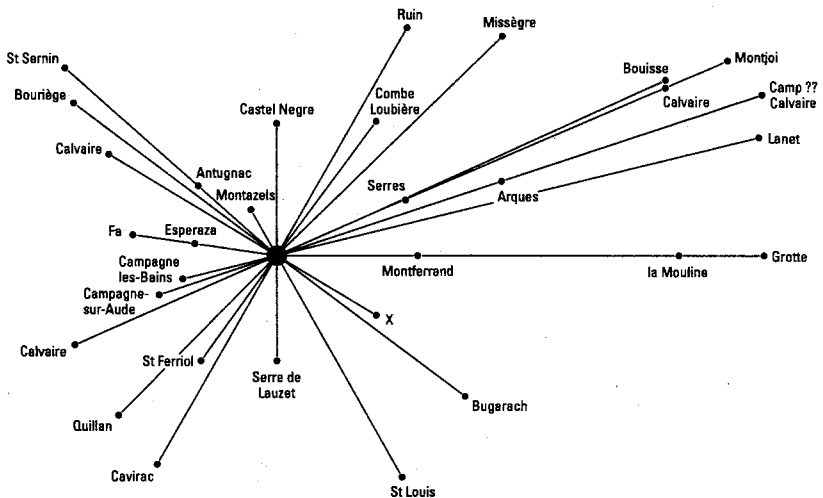 Ruin
Missègre
St Sernin
Bouriège
Castel Negre
Combe
Loubière
Bouisse
Montjoi
Calvaire
Camp ??
Calvaire
Calvaire
Lanet
Antugnac
Montazels
Serres
Arques
Fa
Esperaza
Campagne
les-Bains
Montferrand
la Mouline
Grotte
Campagne-
sur-Aude
X
Calvaire
St Ferriol
Serre de
Lauzet
Bugarach
Quillan
Cavirac
St Louis